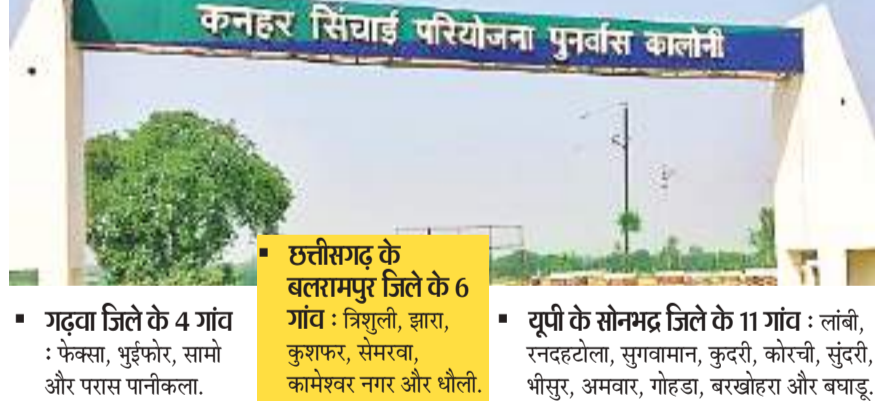 कनहर सिंचाई परियोजना पुनर्वास कालोनी
▪ गढ़वा जिले के 4 गांव
: फेक्सा, भुईफोर, सामो
और परास पानीकला.
▪ छत्तीसगढ़ के
बलरामपुर जिले के 6
गांव : त्रिशुली, झारा,
कुशफर, सेमरवा,
कामेश्वर नगर और धौली.
▪ यूपी के सोनभद्र जिले के 11 गांव : लांबी,
रनदहटोला, सुगवामान, कुदरी, कोरची, सुंदरी,
भीसुर, अमवार, गोहडा, बरखोहरा और बघाडू.